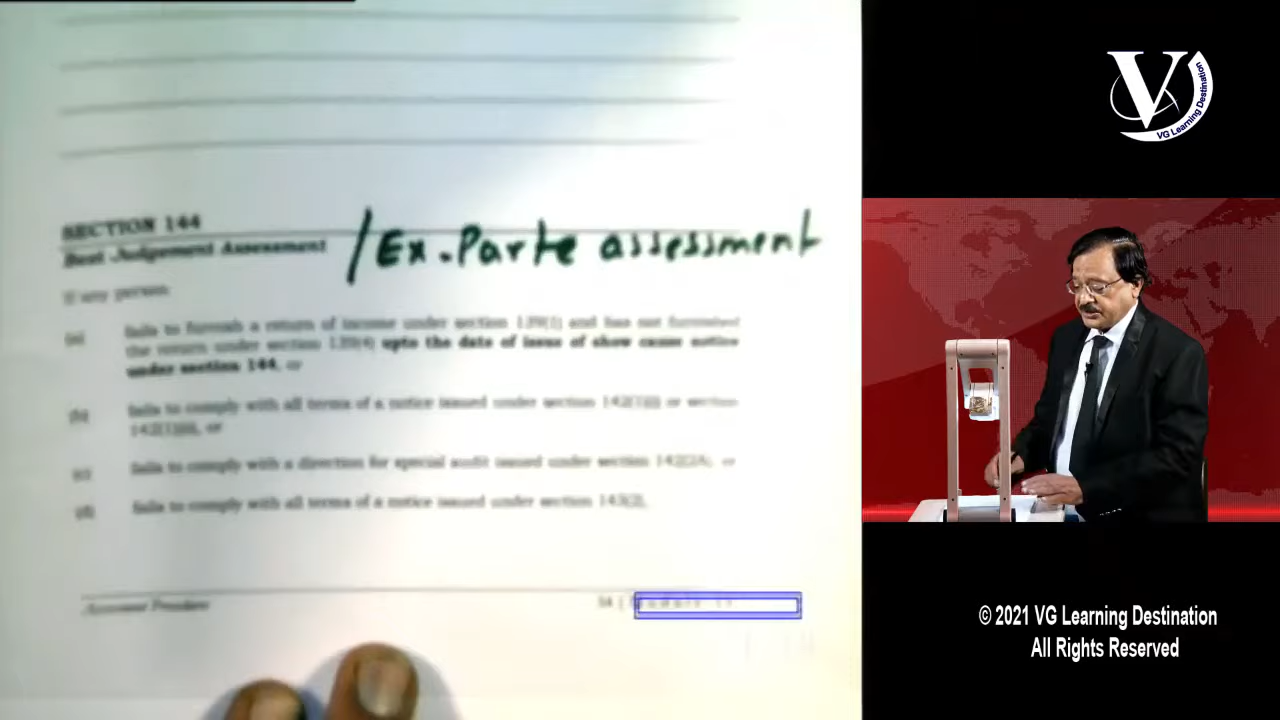 SECTION 144
Best Judgement Assessment / Ex. Parte assessment
If any person
(a) fails to furnish a return of income under section 139(1) and has not furnished
the return under section 139(4) upto the date of issue of show cause notice
under section 144, or
(b) fails to comply with all terms of a notice issued under section 142(1)(i) or section
142(1)(ii), or
(c) fails to comply with a direction for special audit issued under section 142(2A), or
(d) fails to comply with all terms of a notice issued under section 143(2),
Assessment Procedure
V
VG Learning Destination
© 2021 VG Learning Destination
All Rights Reserved